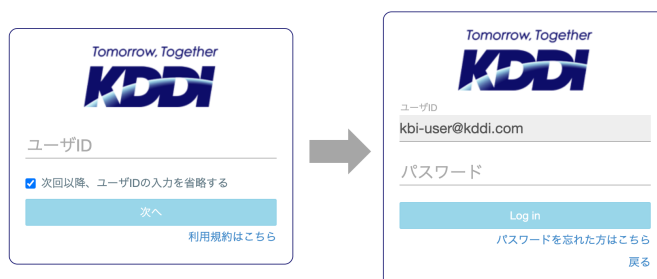 Tomorrow, Together
KDDI
ユーザID
次回以降、ユーザIDの入力を省略する
次へ
利用規約はこちら
Tomorrow, Together
KDDI
ユーザID
kbi-user@kddi.com
パスワード
Log in
パスワードを忘れた方はこちら
戻る